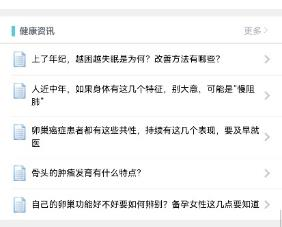 健康资讯
更多
上了年纪，越困越失眠是为何？改善方法有哪些？
人近中年，如果身体有这几个特征，别大意，可能是“慢阻
肺”
卵巢癌症患者都有这些共性，持续有这几个表现，要及早就
医
骨头的肿瘤发育有什么特点？
自己的卵巢功能好不好要如何辨别？备孕女性这几点要知道